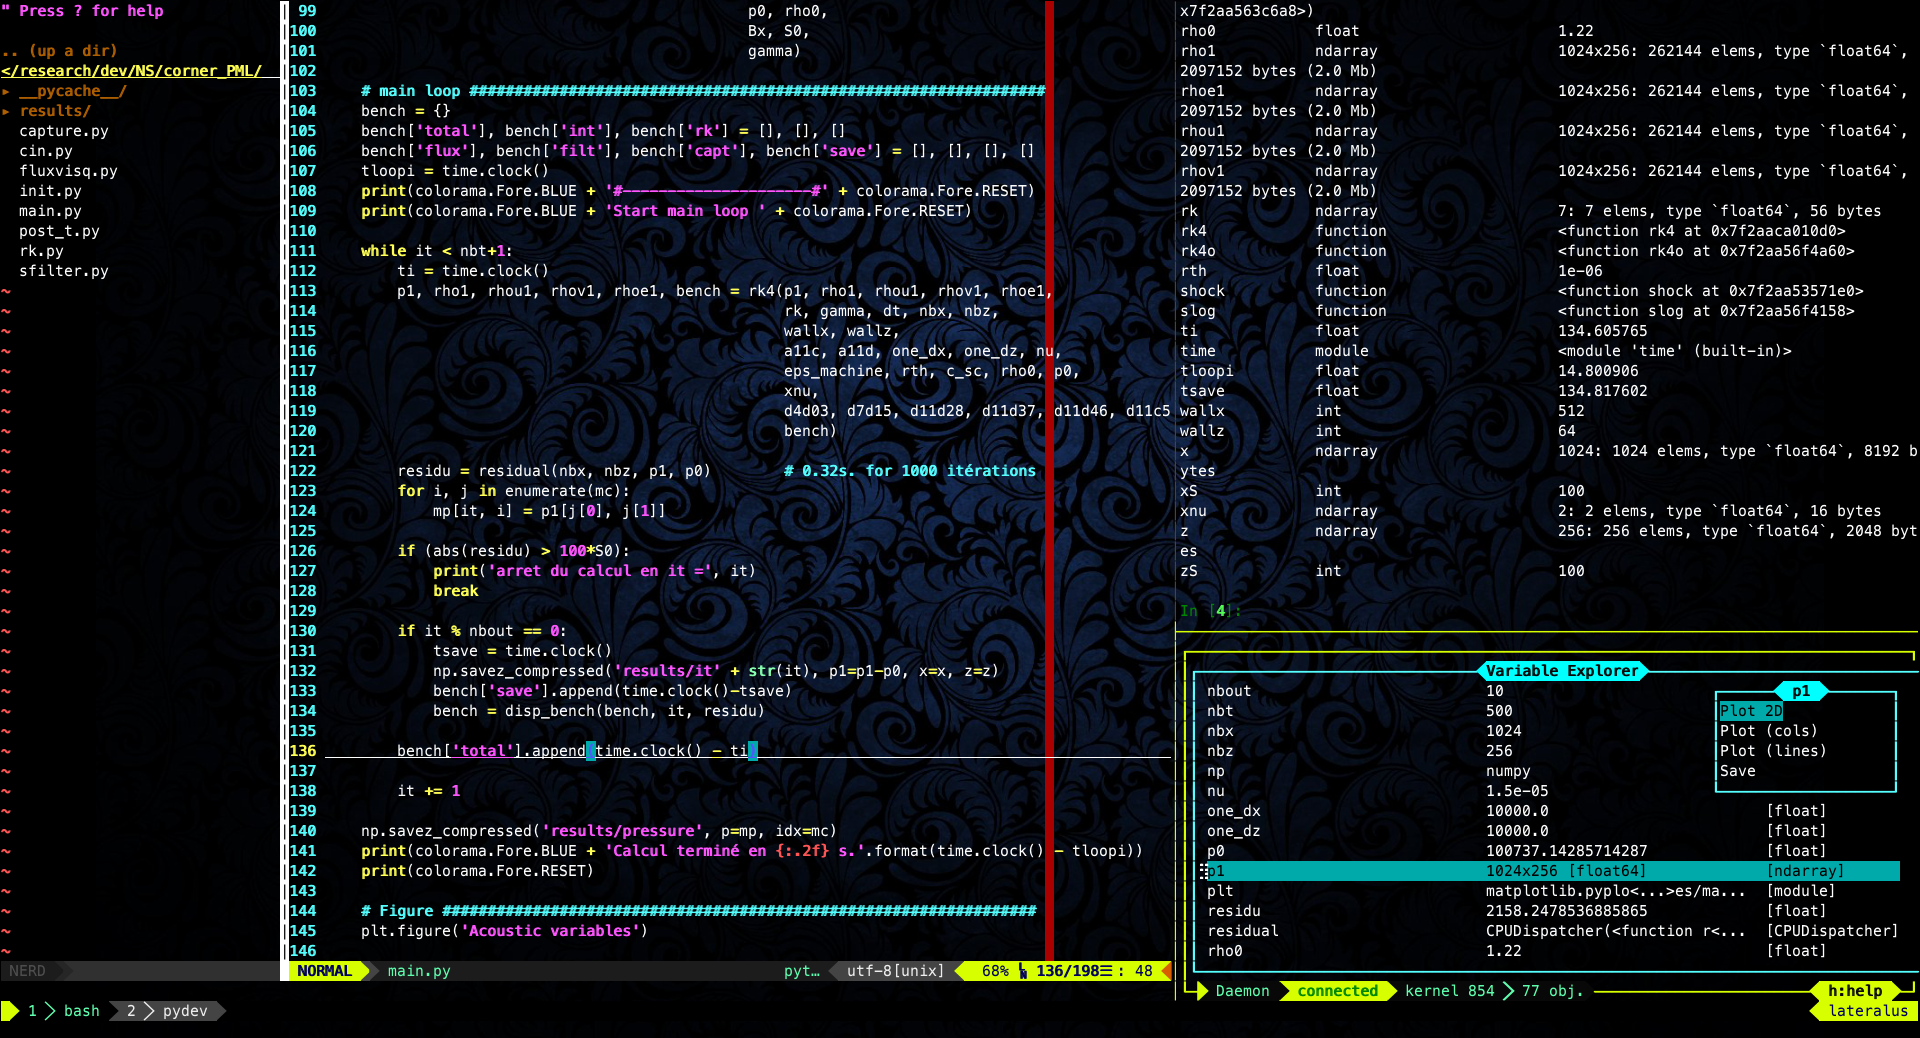 " Press ? for help
.. (up a dir)
</research/dev/NS/corner_PML/
▸ __pycache__/
▸ results/
capture.py
cin.py
fluxvisq.py
init.py
main.py
post_t.py
rk.py
sfilter.py
NERD
99 p0, rho0,
100 Bx, S0,
101 gamma)
102
103 # main loop ################################################################
104 bench = {}
105 bench['total'], bench['int'], bench['rk'] = [], [], []
106 bench['flux'], bench['filt'], bench['capt'], bench['save'] = [], [], [], []
107 tloopi = time.clock()
108 print(colorama.Fore.BLUE + '#---------------------#' + colorama.Fore.RESET)
109 print(colorama.Fore.BLUE + 'Start main loop ' + colorama.Fore.RESET)
110
111 while it < nbt+1:
112 ti = time.clock()
113 p1, rho1, rhou1, rhov1, rhoe1, bench = rk4(p1, rho1, rhou1, rhov1, rhoe1,
114 rk, gamma, dt, nbx, nbz,
115 wallx, wallz,
116 a11c, a11d, one_dx, one_dz, nu,
117 eps_machine, rth, c_sc, rho0, p0,
118 xnu,
119 d4d03, d7d15, d11d28, d11d37, d11d46, d11c5
120 bench)
121
122 residu = residual(nbx, nbz, p1, p0) # 0.32s. for 1000 itérations
123 for i, j in enumerate(mc):
124 mp[it, i] = p1[j[0], j[1]]
125
126 if (abs(residu) > 100*S0):
127 print('arret du calcul en it =', it)
128 break
129
130 if it % nbout == 0:
131 tsave = time.clock()
132 np.savez_compressed('results/it' + str(it), p1=p1-p0, x=x, z=z)
133 bench['save'].append(time.clock()-tsave)
134 bench = disp_bench(bench, it, residu)
135
136 bench['total'].append(time.clock() - ti)
137
138 it += 1
139
140 np.savez_compressed('results/pressure', p=mp, idx=mc)
141 print(colorama.Fore.BLUE + 'Calcul terminé en {:.2f} s.'.format(time.clock() - tloopi))
142 print(colorama.Fore.RESET)
143
144 # Figure ##################################################################
145 plt.figure('Acoustic variables')
146
NORMAL main.py pyt… utf-8[unix] 68% 136/198☰ : 48
x7f2aa563c6a8>)
rho0 float 1.22
rho1 ndarray 1024x256: 262144 elems, type `float64`,
2097152 bytes (2.0 Mb)
rhoe1 ndarray 1024x256: 262144 elems, type `float64`,
2097152 bytes (2.0 Mb)
rhou1 ndarray 1024x256: 262144 elems, type `float64`,
2097152 bytes (2.0 Mb)
rhov1 ndarray 1024x256: 262144 elems, type `float64`,
2097152 bytes (2.0 Mb)
rk ndarray 7: 7 elems, type `float64`, 56 bytes
rk4 function <function rk4 at 0x7f2aaca010d0>
rk4o function <function rk4o at 0x7f2aa56f4a60>
rth float 1e-06
shock function <function shock at 0x7f2aa53571e0>
slog function <function slog at 0x7f2aa56f4158>
ti float 134.605765
time module <module 'time' (built-in)>
tloopi float 14.800906
tsave float 134.817602
wallx int 512
wallz int 64
x ndarray 1024: 1024 elems, type `float64`, 8192 b
ytes
xS int 100
xnu ndarray 2: 2 elems, type `float64`, 16 bytes
z ndarray 256: 256 elems, type `float64`, 2048 byt
es
zS int 100
In [4]:
Variable Explorer
nbout 10
nbt 500
nbx 1024
nbz 256
np numpy
nu 1.5e-05
one_dx 10000.0 [float]
one_dz 10000.0 [float]
p0 100737.14285714287 [float]
p1 1024x256 [float64] [ndarray]
plt matplotlib.pyplo<...>es/ma... [module]
residu 2158.2478536885865 [float]
residual CPUDispatcher(<function r<... [CPUDispatcher]
rho0 1.22 [float]
p1
Plot 2D
Plot (cols)
Plot (lines)
Save
Daemon connected kernel 854 77 obj. h:help
1 bash 2 pydev lateralus